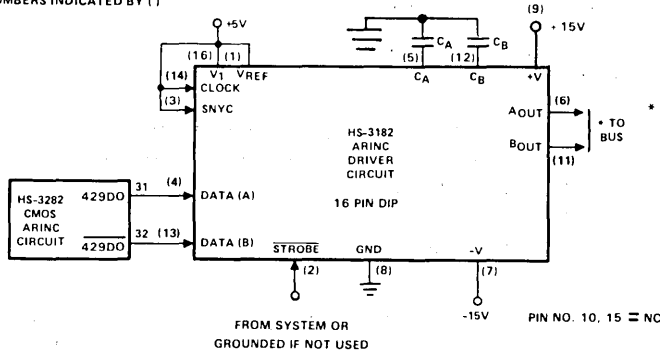 NUMBERS INDICATED BY ( )
+5V
(9)
+ 15V
(16) (1)
V1 VREF
(5) CA
(12) CB
CA CB
+V
(14) CLOCK
(3) SNYC
HS-3182
ARINC
DRIVER
CIRCUIT
16 PIN DIP
AOUT (6)
BOUT (11)
* TO
BUS
*
HS-3282
CMOS
ARINC
CIRCUIT
429DO 31 (4) DATA (A)
429DO 32 (13) DATA (B)
STROBE
(2)
GND
(8)
-V
(7)
-15V
PIN NO. 10, 15 = NC
FROM SYSTEM OR
GROUNDED IF NOT USED